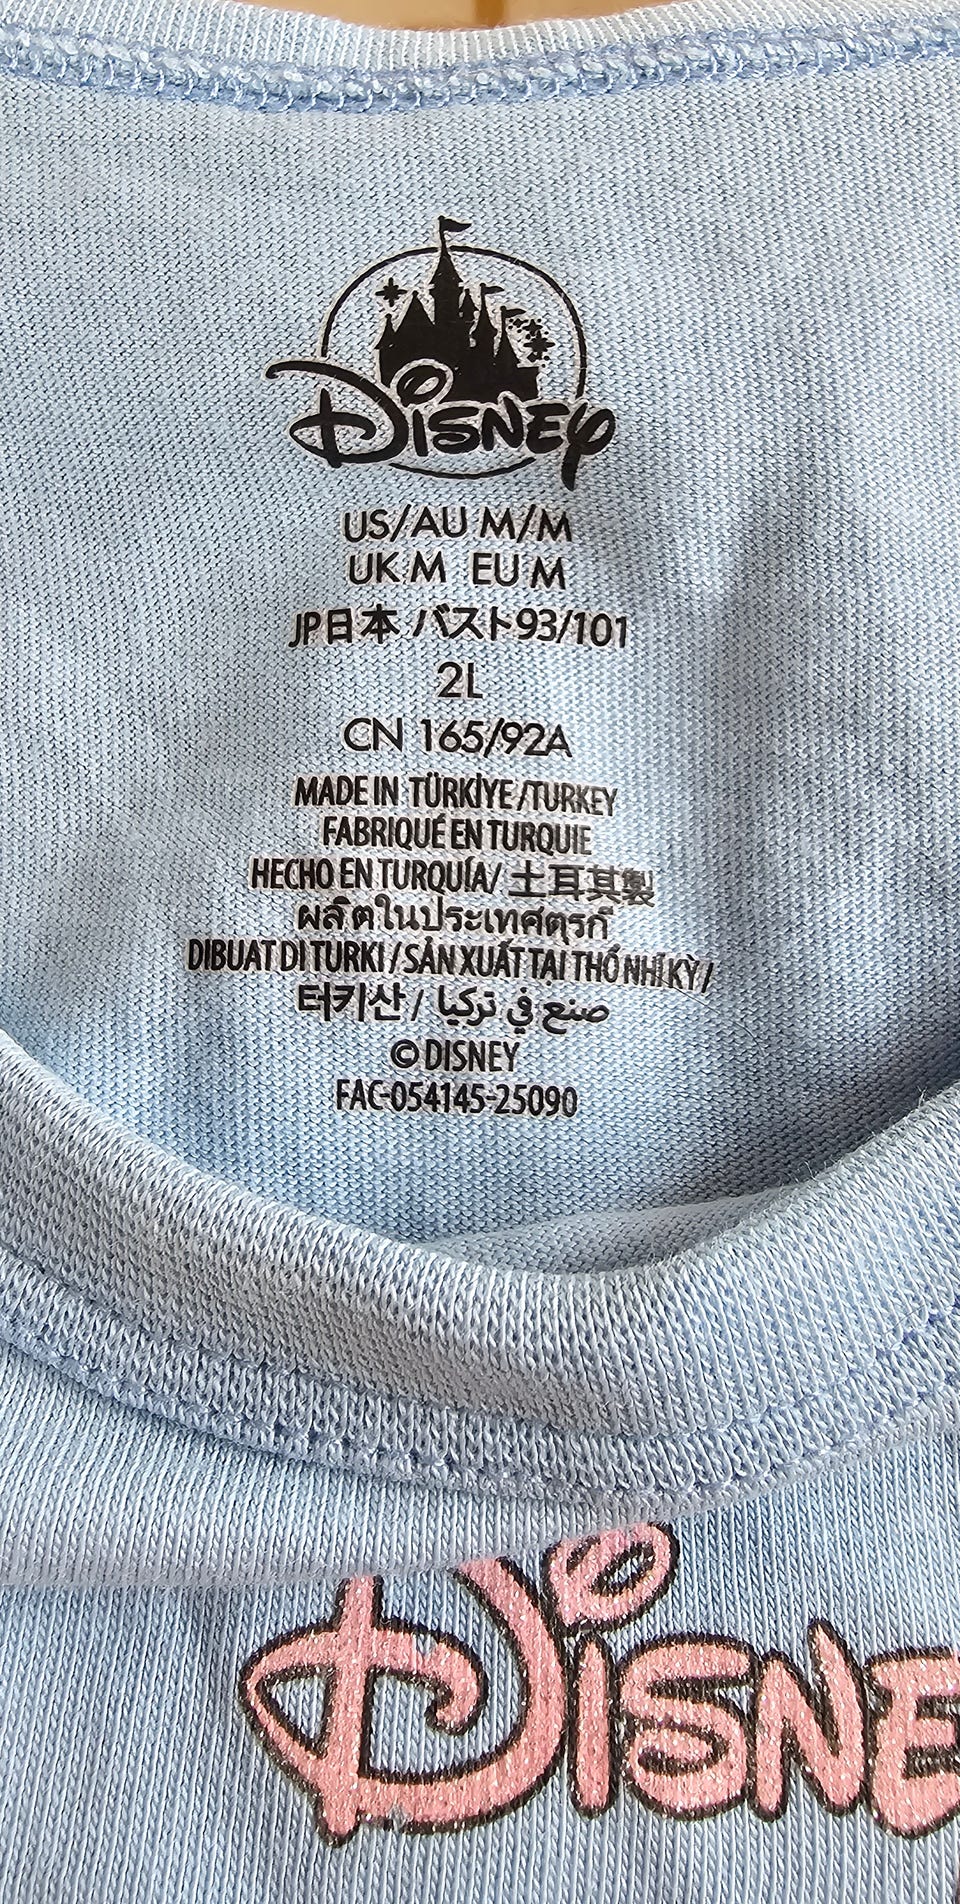 DISNEY
US/AU M/M
UK M EU M
JP日本 バスト93/101
2L
CN 165/92A
MADE IN TÜRKİYE/TURKEY
FABRIQUÉ EN TURQUIE
HECHO EN TURQUÍA/ 土耳其製
ผลิตในประเทศตุรกี
DIBUAT DI TURKI / SẢN XUẤT TẠI THỔ NHĨ KỲ /
터키산 / صنع في تركيا
© DISNEY
FAC-054145-25090
DISNE